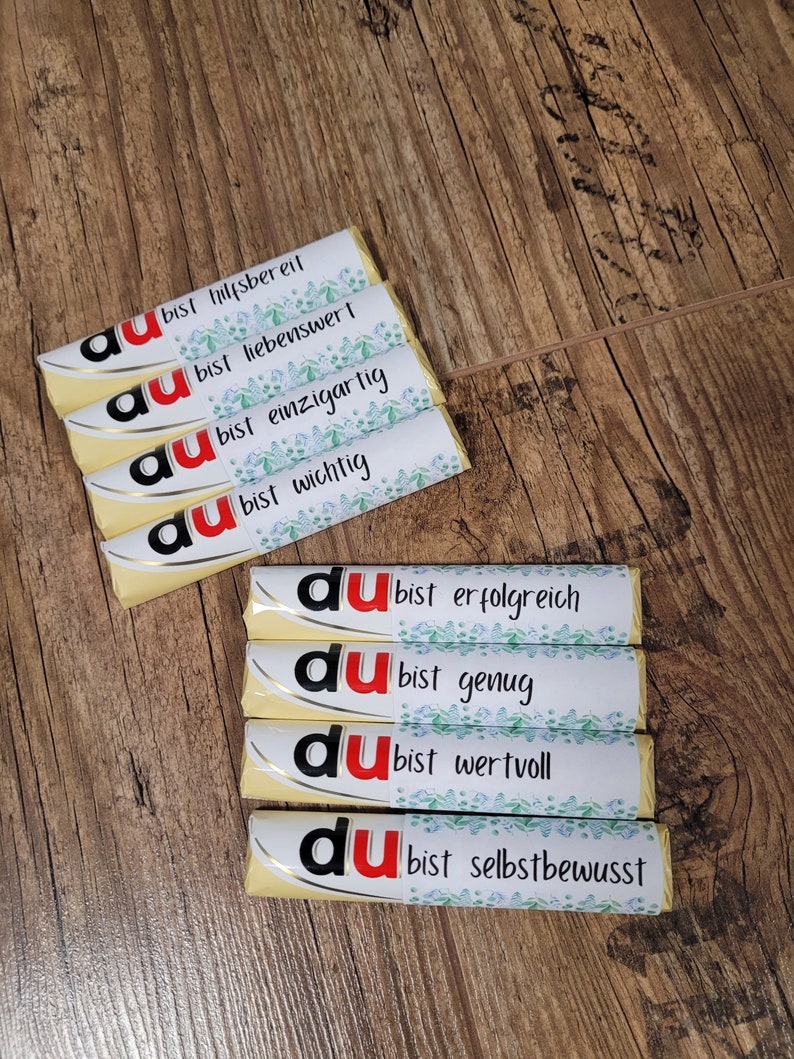 du bist hilfsbereit
du bist liebenswert
du bist einzigartig
du bist wichtig
du bist erfolgreich
du bist genug
du bist wertvoll
du bist selbstbewusst